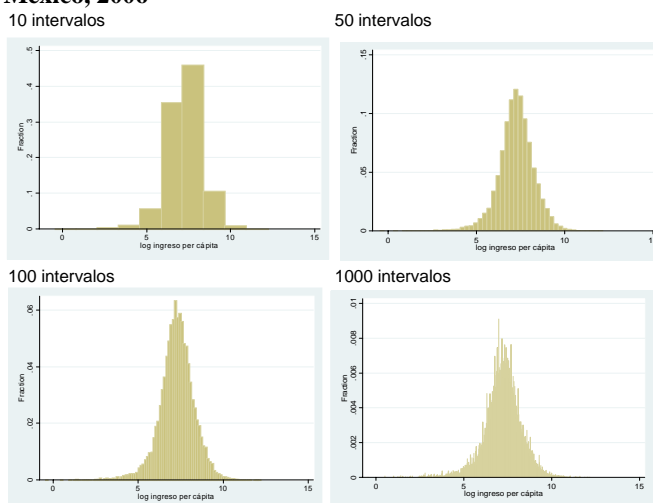 México, 2006
10 intervalos
50 intervalos
Fraction
0 .1 .2 .3 .4 .5
0 5 10 15
log ingreso per cápita
Fraction
0 .05 .1 .15
0 5 10 15
log ingreso per cápita
100 intervalos
1000 intervalos
Fraction
0 .02 .04 .06
0 5 10 15
log ingreso per cápita
Fraction
0 .002 .004 .006 .008 .01
0 5 10 15
log ingreso per cápita